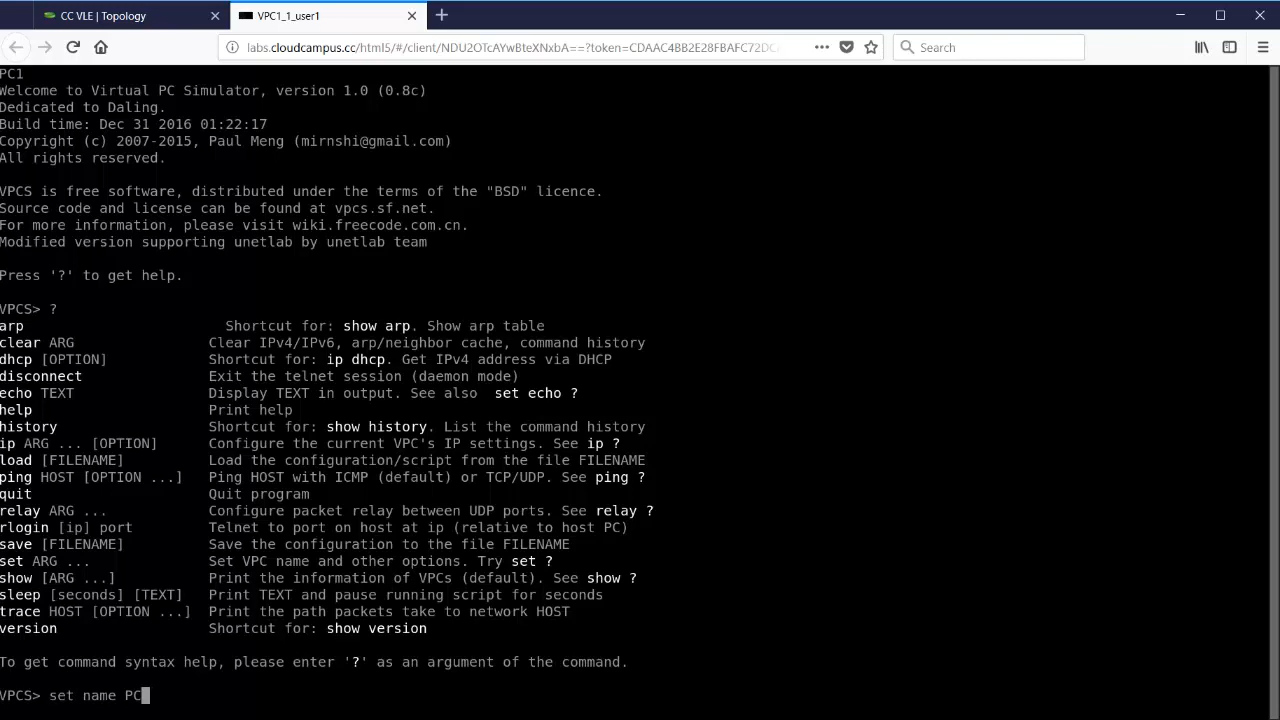 CC VLE | Topology
VPC1_1_user1
labs.cloudcampus.cc/html5/#/client/NDU2OTcAYwBteXNxbA==?token=CDAAC4BB2E28FBAFC72DC
Search
PC1
Welcome to Virtual PC Simulator, version 1.0 (0.8c)
Dedicated to Daling.
Build time: Dec 31 2016 01:22:17
Copyright (c) 2007-2015, Paul Meng (mirnshi@gmail.com)
All rights reserved.
VPCS is free software, distributed under the terms of the "BSD" licence.
Source code and license can be found at vpcs.sf.net.
For more information, please visit wiki.freecode.com.cn.
Modified version supporting unetlab by unetlab team
Press '?' to get help.
VPCS> ?
arp Shortcut for: show arp. Show arp table
clear ARG Clear IPv4/IPv6, arp/neighbor cache, command history
dhcp [OPTION] Shortcut for: ip dhcp. Get IPv4 address via DHCP
disconnect Exit the telnet session (daemon mode)
echo TEXT Display TEXT in output. See also set echo ?
help Print help
history Shortcut for: show history. List the command history
ip ARG ... [OPTION] Configure the current VPC's IP settings. See ip ?
load [FILENAME] Load the configuration/script from the file FILENAME
ping HOST [OPTION ...] Ping HOST with ICMP (default) or TCP/UDP. See ping ?
quit Quit program
relay ARG ... Configure packet relay between UDP ports. See relay ?
rlogin [ip] port Telnet to port on host at ip (relative to host PC)
save [FILENAME] Save the configuration to the file FILENAME
set ARG ... Set VPC name and other options. Try set ?
show [ARG ...] Print the information of VPCs (default). See show ?
sleep [seconds] [TEXT] Print TEXT and pause running script for seconds
trace HOST [OPTION ...] Print the path packets take to network HOST
version Shortcut for: show version
To get command syntax help, please enter '?' as an argument of the command.
VPCS> set name PC